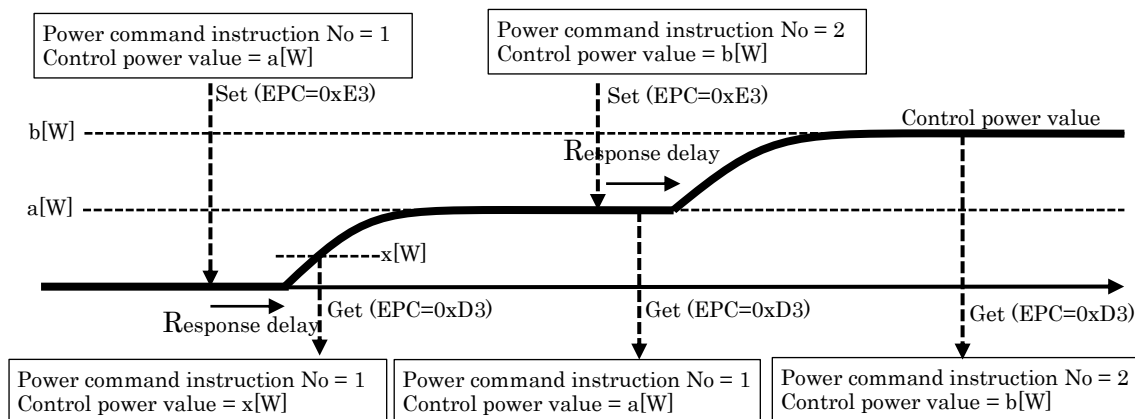 Power command instruction No = 1
Control power value = a[W]
Power command instruction No = 2
Control power value = b[W]
Set (EPC=0xE3)
Set (EPC=0xE3)
b[W]
Control power value
Response delay
a[W]
x[W]
Response delay
Get (EPC=0xD3)
Get (EPC=0xD3)
Get (EPC=0xD3)
Power command instruction No = 1
Control power value = x[W]
Power command instruction No = 1
Control power value = a[W]
Power command instruction No = 2
Control power value = b[W]